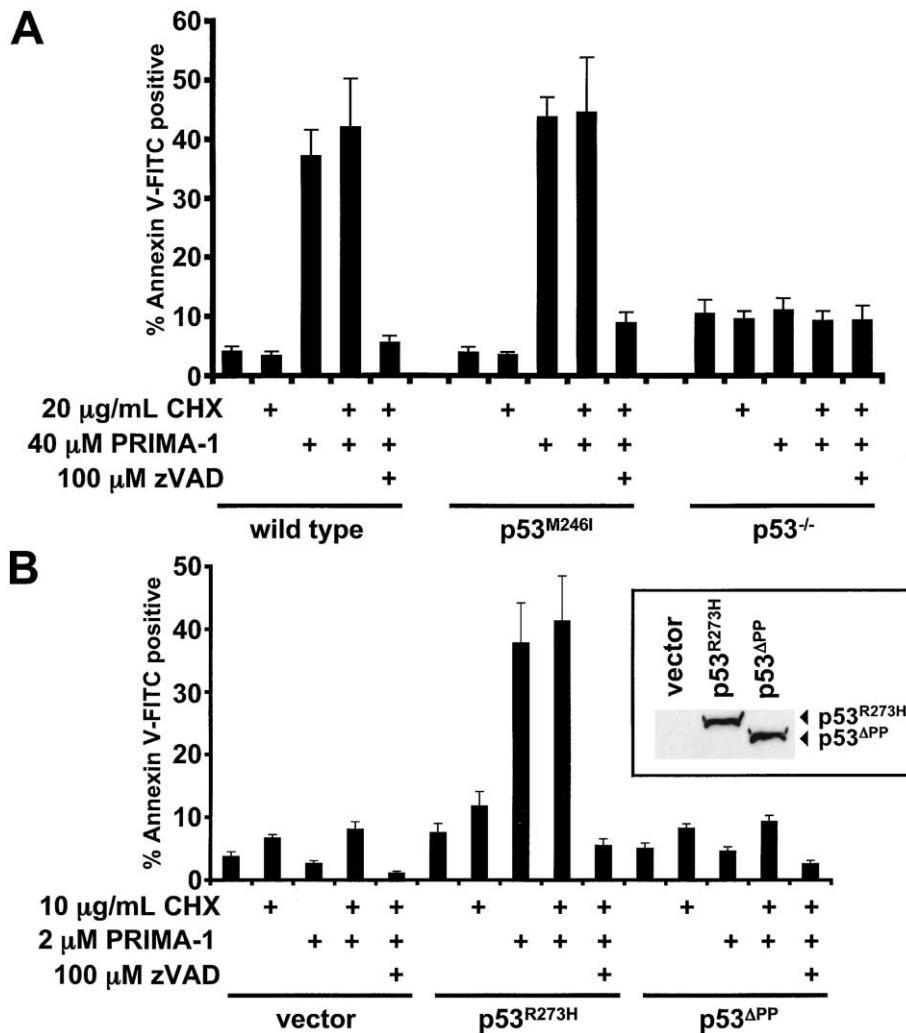 A
% Annexin V-FITC positive
60
50
40
30
20
10
0
20 μg/mL CHX + + + + + + + + +
40 μM PRIMA-1 + + + + + + + + +
100 μM zVAD + + +
wild type p53M246I p53-/-
B
% Annexin V-FITC positive
50
40
30
20
10
0
vector p53R273H p53ΔPP
p53R273H
p53ΔPP
10 μg/mL CHX + + + + + + + + +
2 μM PRIMA-1 + + + + + + + + +
100 μM zVAD + + +
vector p53R273H p53ΔPP